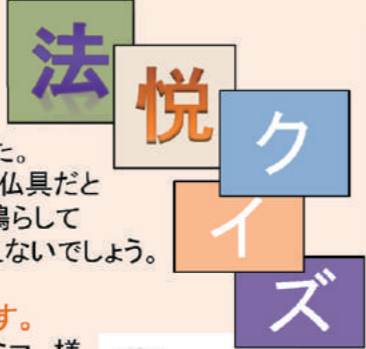 法悦クイズ
た。
仏具だと
鳴らして
ないでしょう。
す。